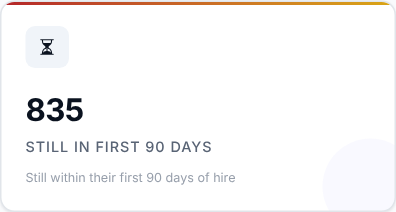 835
STILL IN FIRST 90 DAYS
Still within their first 90 days of hire